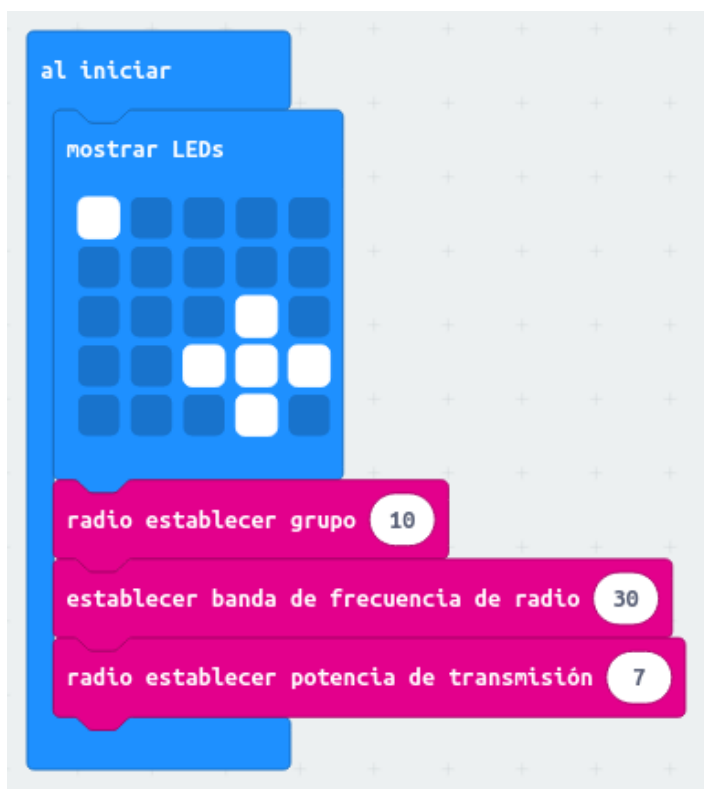 al iniciar
mostrar LEDs
radio establecer grupo 10
establecer banda de frecuencia de radio 30
radio establecer potencia de transmisión 7